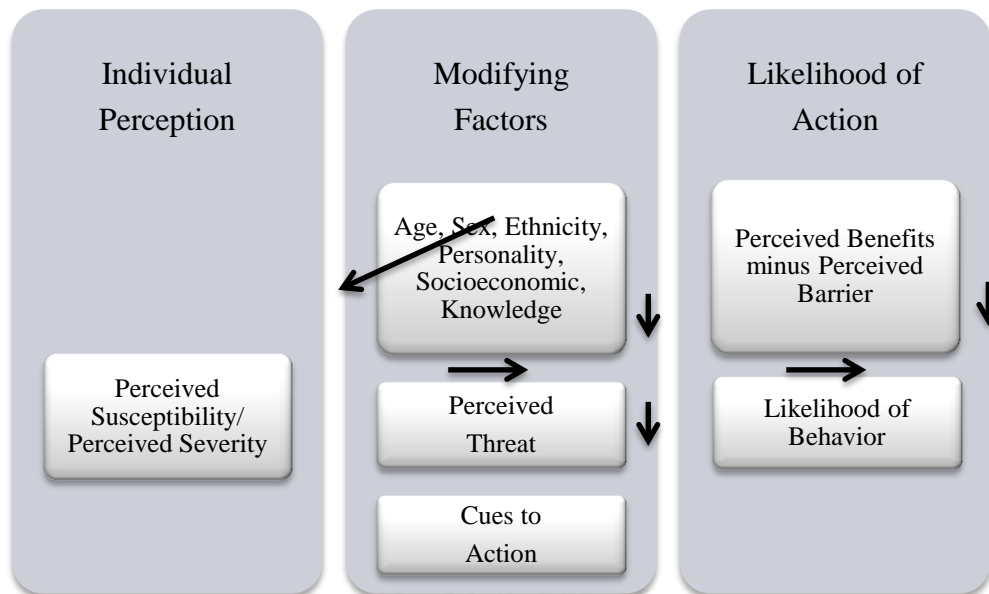 Individual
Perception
Perceived
Susceptibility/
Perceived Severity
Modifying
Factors
Age, Sex, Ethnicity,
Personality,
Socioeconomic,
Knowledge
Perceived
Threat
Cues to
Action
Likelihood of
Action
Perceived Benefits
minus Perceived
Barrier
Likelihood of
Behavior